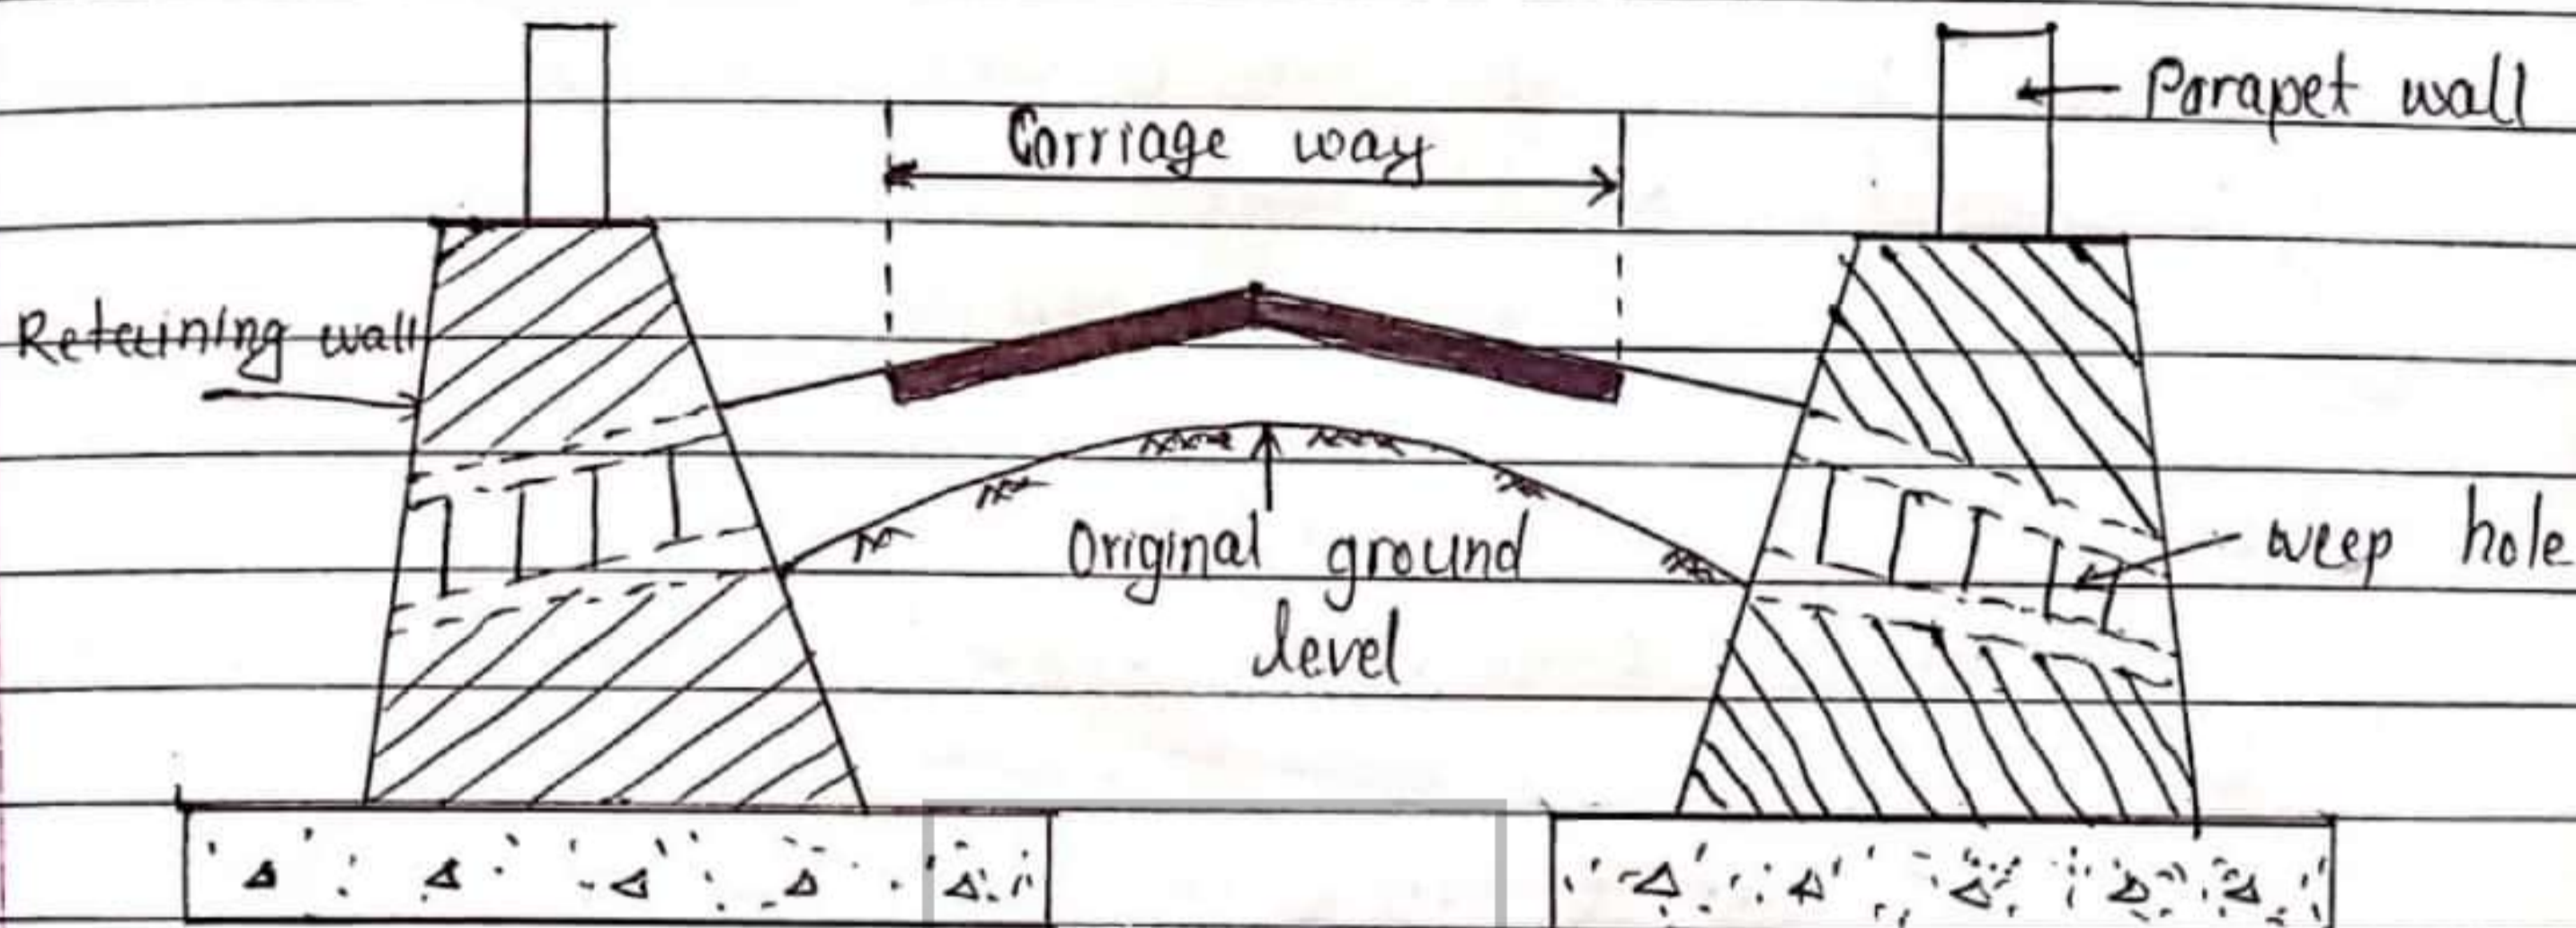 Parapet wall
Carriage way
Retaining wall
Original ground
level
weep hole